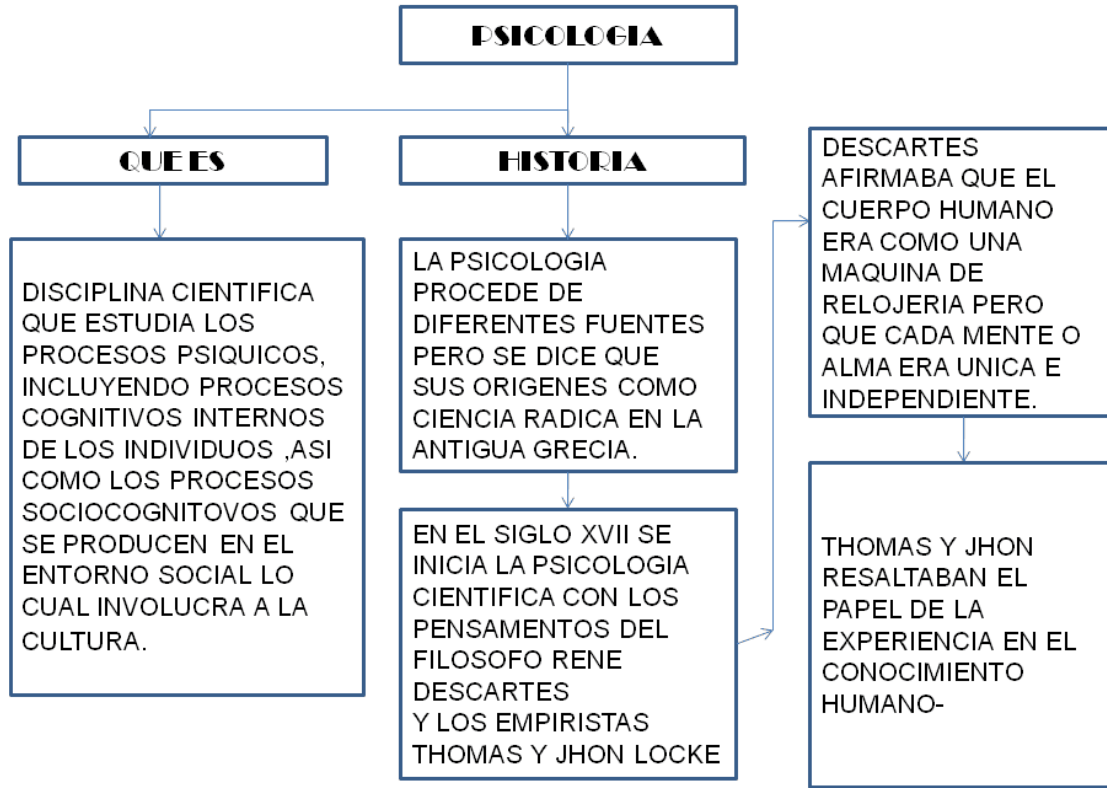 PSICOLOGIA
QUE ES
DISCIPLINA CIENTIFICA
QUE ESTUDIA LOS
PROCESOS PSIQUICOS,
INCLUYENDO PROCESOS
COGNITIVOS INTERNOS
DE LOS INDIVIDUOS ,ASI
COMO LOS PROCESOS
SOCIOCOGNITOVOS QUE
SE PRODUCEN EN EL
ENTORNO SOCIAL LO
CUAL INVOLUCRA A LA
CULTURA.
HISTORIA
LA PSICOLOGIA
PROCEDE DE
DIFERENTES FUENTES
PERO SE DICE QUE
SUS ORIGENES COMO
CIENCIA RADICA EN LA
ANTIGUA GRECIA.
EN EL SIGLO XVII SE
INICIA LA PSICOLOGIA
CIENTIFICA CON LOS
PENSAMENTOS DEL
FILOSOFO RENE
DESCARTES
Y LOS EMPIRISTAS
THOMAS Y JHON LOCKE
DESCARTES
AFIRMABA QUE EL
CUERPO HUMANO
ERA COMO UNA
MAQUINA DE
RELOJERIA PERO
QUE CADA MENTE O
ALMA ERA UNICA E
INDEPENDIENTE.
THOMAS Y JHON
RESALTABAN EL
PAPEL DE LA
EXPERIENCIA EN EL
CONOCIMIENTO
HUMANO-